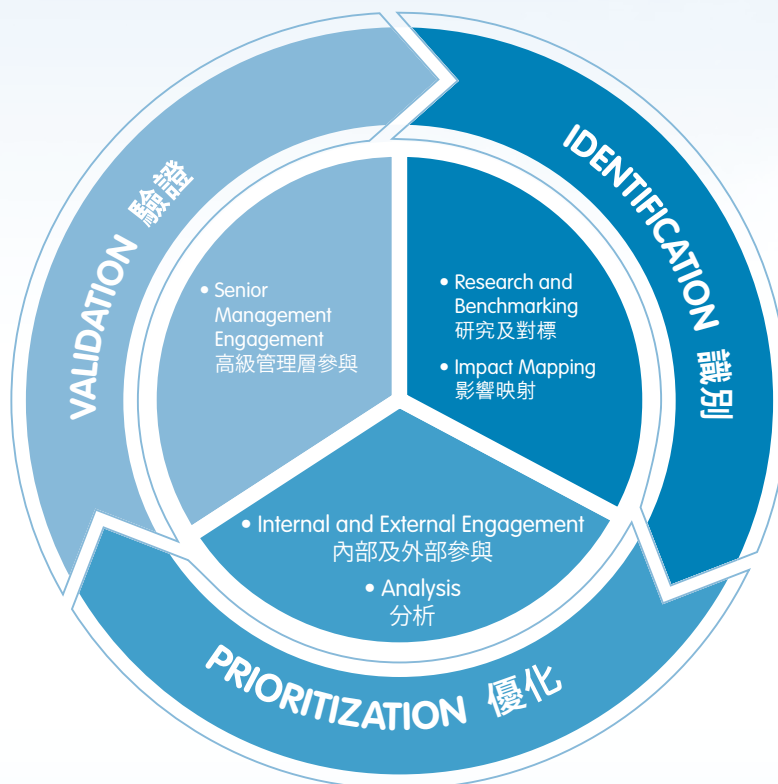 IDENTIFICATION 識別
• Research and
Benchmarking
研究及對標
• Impact Mapping
影響映射
PRIORITIZATION 優化
• Internal and External Engagement
內部及外部參與
• Analysis
分析
VALIDATION 驗證
• Senior
Management
Engagement
高級管理層參與